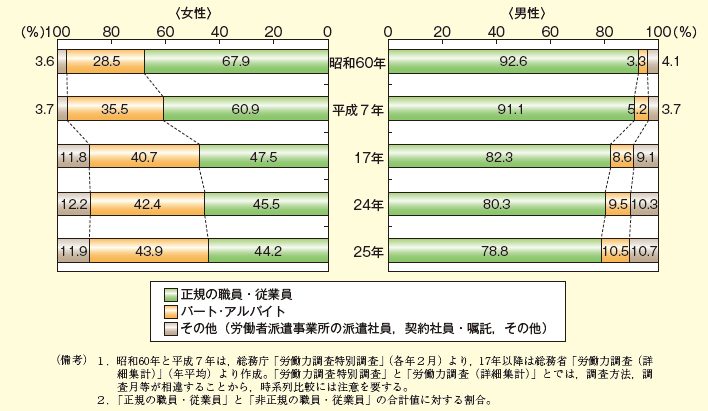 〈女性〉 〈男性〉
(%)100 80 60 40 20 0 0 20 40 60 80 100(%)
3.6 28.5 67.9 昭和60年 92.6 3.3 4.1
3.7 35.5 60.9 平成7年 91.1 5.2 3.7
11.8 40.7 47.5 17年 82.3 8.6 9.1
12.2 42.4 45.5 24年 80.3 9.5 10.3
11.9 43.9 44.2 25年 78.8 10.5 10.7
正規の職員・従業員
パート・アルバイト
その他(労働者派遣事業所の派遣社員,契約社員・嘱託,その他)
(備考) 1.昭和60年と平成7年は,総務庁「労働力調査特別調査」(各年2月)より,17年以降は総務省「労働力調査(詳
細集計)」(年平均)より作成。「労働力調査特別調査」と「労働力調査(詳細集計)」とでは,調査方法,調
査月等が相違することから,時系列比較には注意を要する。
2.「正規の職員・従業員」と「非正規の職員・従業員」の合計値に対する割合。